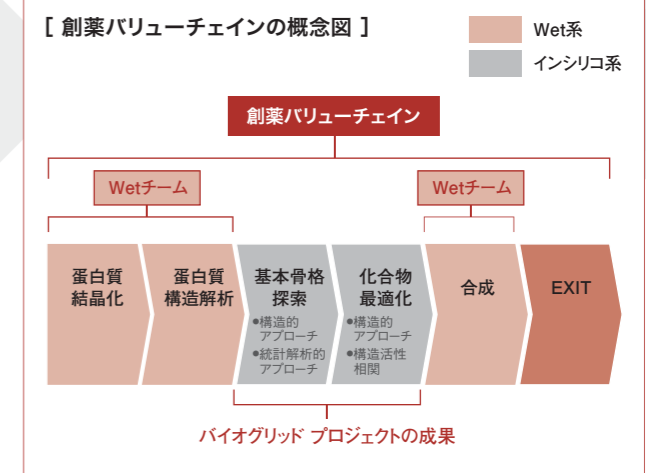 [ 創薬バリューチェインの概念図 ]
Wet系
インシリコ系
創薬バリューチェイン
Wetチーム
Wetチーム
蛋白質
結晶化
蛋白質
構造解析
基本骨格
探索
●構造的
アプローチ
●統計解析的
アプローチ
化合物
最適化
●構造的
アプローチ
●構造活性
相関
合成
EXIT
バイオグリッド プロジェクトの成果